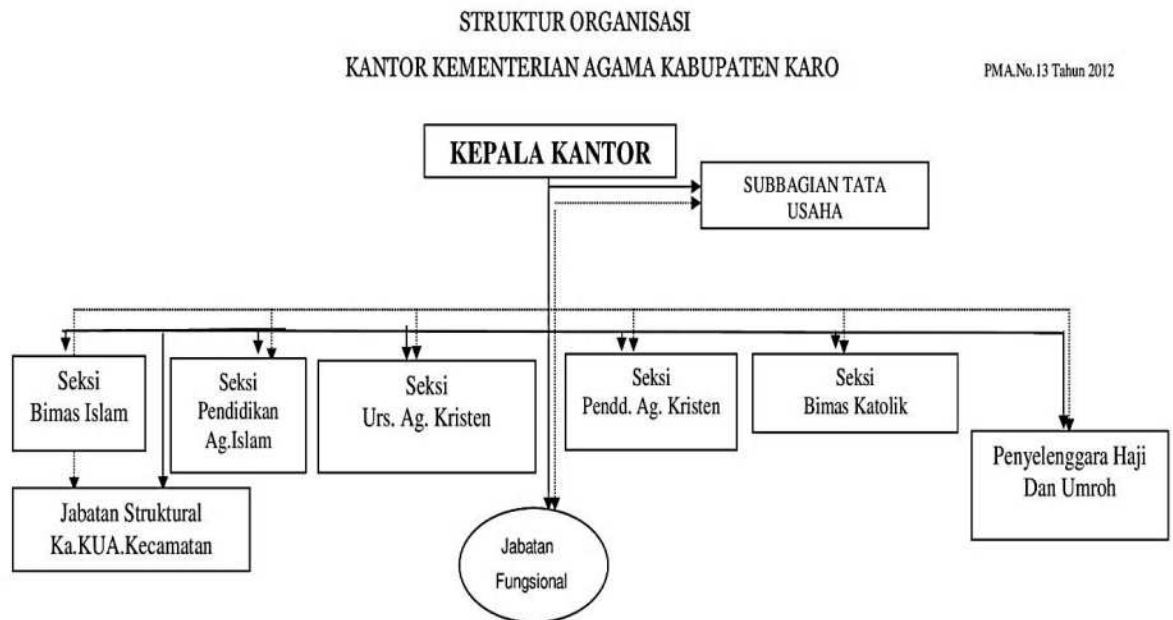 STRUKTUR ORGANISASI
KANTOR KEMENTERIAN AGAMA KABUPATEN KARO
PMA.No.13 Tahun 2012
KEPALA KANTOR
SUBBAGIAN TATA
USAHA
Seksi
Bimas Islam
Seksi
Pendidikan
Ag.Islam
Seksi
Urs. Ag. Kristen
Seksi
Pendd. Ag. Kristen
Seksi
Bimas Katolik
Penyelenggara Haji
Dan Umroh
Jabatan Struktural
Ka.KUA.Kecamatan
Jabatan
Fungsional